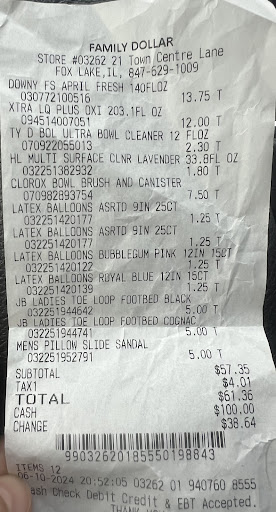 FAMILY DOLLAR
STORE #03262 21 Town Centre Lane
FOX LAKE,IL, 847-629-1009
DOWNY FS APRIL FRESH 140FLOZ
030772100516 13.75 T
XTRA LQ PLUS OXI 203.1FL OZ
094514007051 12.00 T
TY D BOL ULTRA BOWL CLEANER 12 FLOZ
070922055013 2.30 T
HL MULTI SURFACE CLNR LAVENDER 33.8FL OZ
032251382932 1.80 T
CLOROX BOWL BRUSH AND CANISTER
070982893754 7.50 T
LATEX BALLOONS ASRTD 9IN 25CT
032251420177 1.25 T
LATEX BALLOONS ASRTD 9IN 25CT
032251420177 1.25 T
LATEX BALLOONS BUBBLEGUM PINK 12IN 15CT
032251420122 1.25 T
LATEX BALLOONS ROYAL BLUE 12IN 15CT
032251420139 1.25 T
JB LADIES TOE LOOP FOOTBED BLACK
032251944642 5.00 T
JB LADIES TOE LOOP FOOTBED COGNAC
032251944741 5.00 T
MENS PILLOW SLIDE SANDAL
032251952791 5.00 T
SUBTOTAL $57.35
TAX1 $4.01
TOTAL $61.36
CASH $100.00
CHANGE $38.64
99032620185550198843
ITEMS 12
06-10-2024 20:52:05 03262 01 940760 8555
Cash Check Debit Credit & EBT Accepted.
THANK YOU